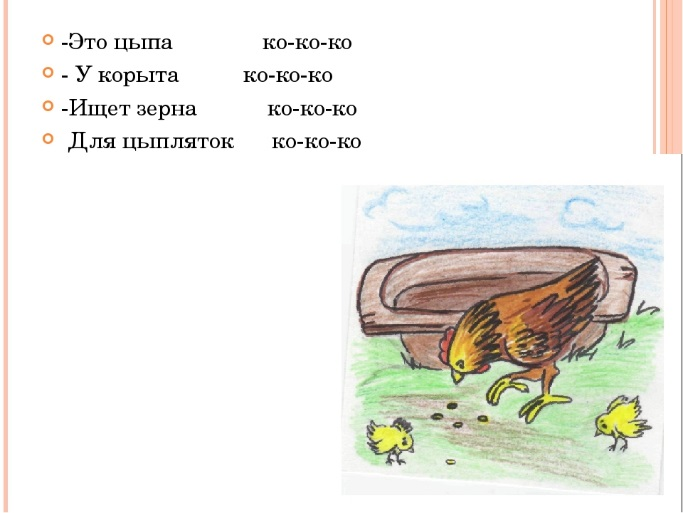 -Это цыпа ко-ко-ко
- У корыта ко-ко-ко
-Ищет зерна ко-ко-ко
Для цыпляток ко-ко-ко